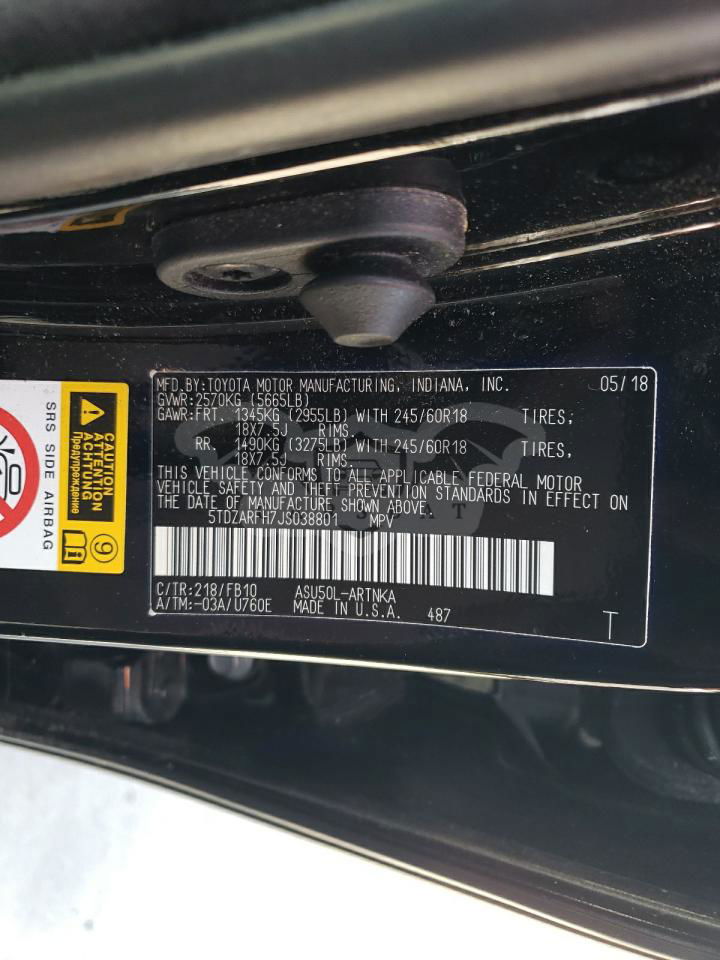 MFD.BY:TOYOTA MOTOR MANUFACTURING, INDIANA, INC. 05/18
GVWR:2570KG (5665LB)
GAWR:FRT. 1345KG (2955LB) WITH 245/60R18 TIRES,
18X7.5J RIMS,
RR. 1490KG (3275LB) WITH 245/60R18 TIRES,
18X7.5J RIMS.
THIS VEHICLE CONFORMS TO ALL APPLICABLE FEDERAL MOTOR
VEHICLE SAFETY AND THEFT PREVENTION STANDARDS IN EFFECT ON
THE DATE OF MANUFACTURE SHOWN ABOVE.
5TDZARFH7JS038801 MPV
C/TR:218/FB10 ASU50L-ARTNKA
A/TM:-03A/U760E MADE IN U.S.A. 487 T
SRS SIDE AIRBAG
CAUTION
ATTENTION
ACHTUNG
Предупреждение
9